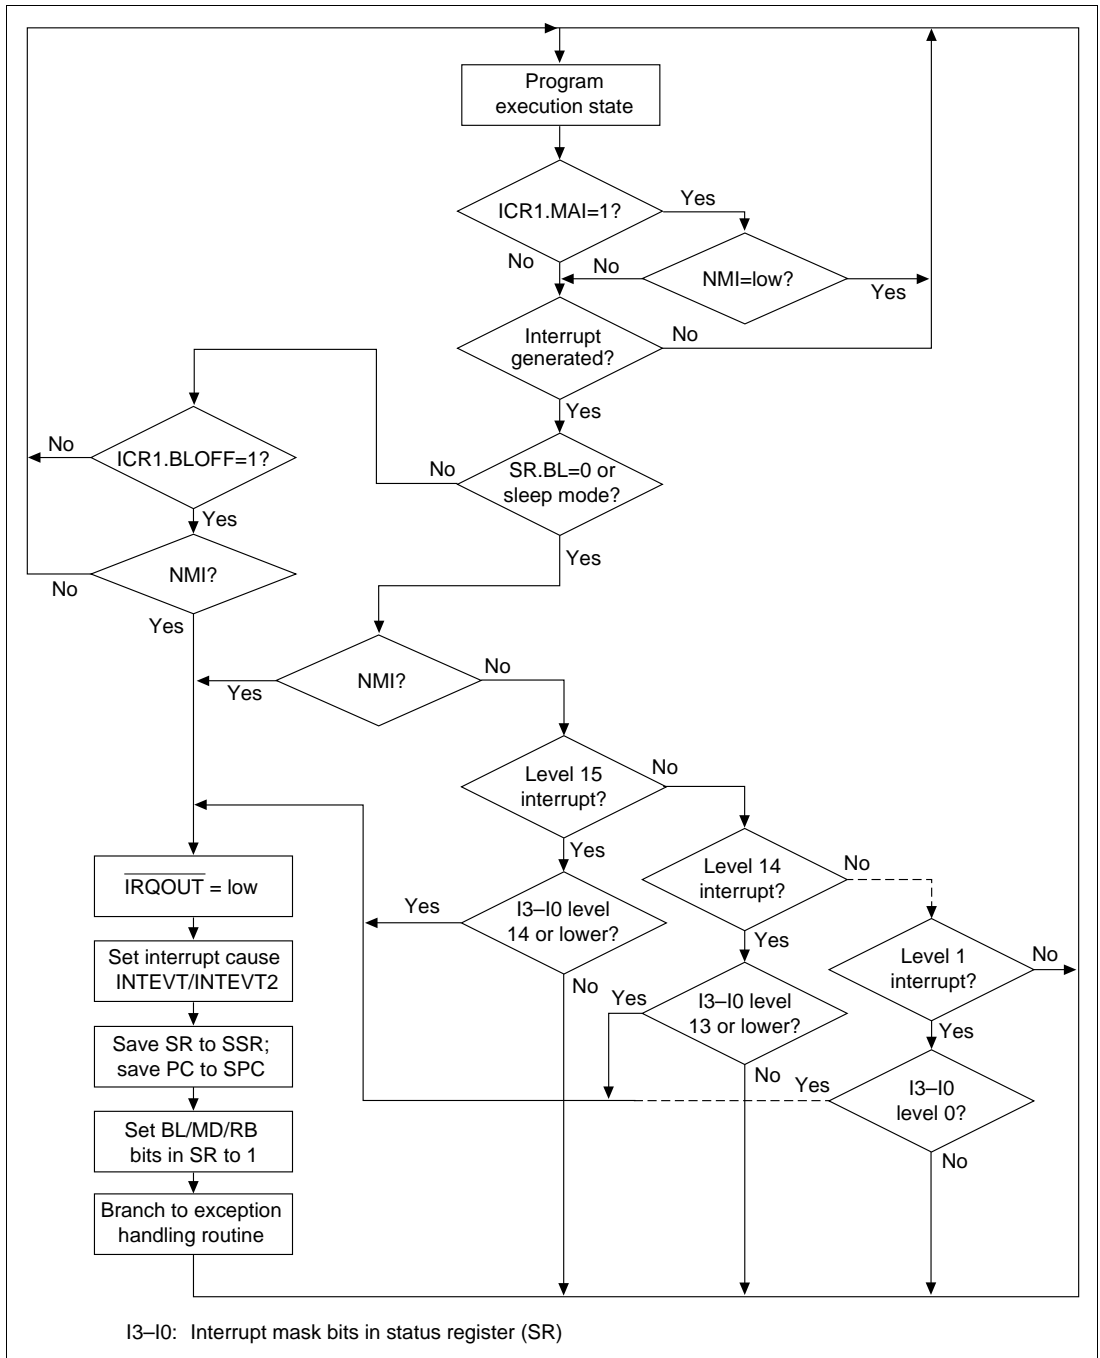 Program
execution state
ICR1.MAI=1?
Yes
No
NMI=low?
No
Yes
Interrupt
generated?
No
Yes
SR.BL=0 or
sleep mode?
No
Yes
ICR1.BLOFF=1?
No
Yes
NMI?
No
Yes
NMI?
Yes
No
Level 15
interrupt?
No
Yes
I3–I0 level
14 or lower?
Yes
No
Level 14
interrupt?
No
Yes
I3–I0 level
13 or lower?
Yes
No
Level 1
interrupt?
No
Yes
I3–I0
level 0?
Yes
No
IRQOUT = low
Set interrupt cause
INTEVT/INTEVT2
Save SR to SSR;
save PC to SPC
Set BL/MD/RB
bits in SR to 1
Branch to exception
handling routine
I3–I0: Interrupt mask bits in status register (SR)